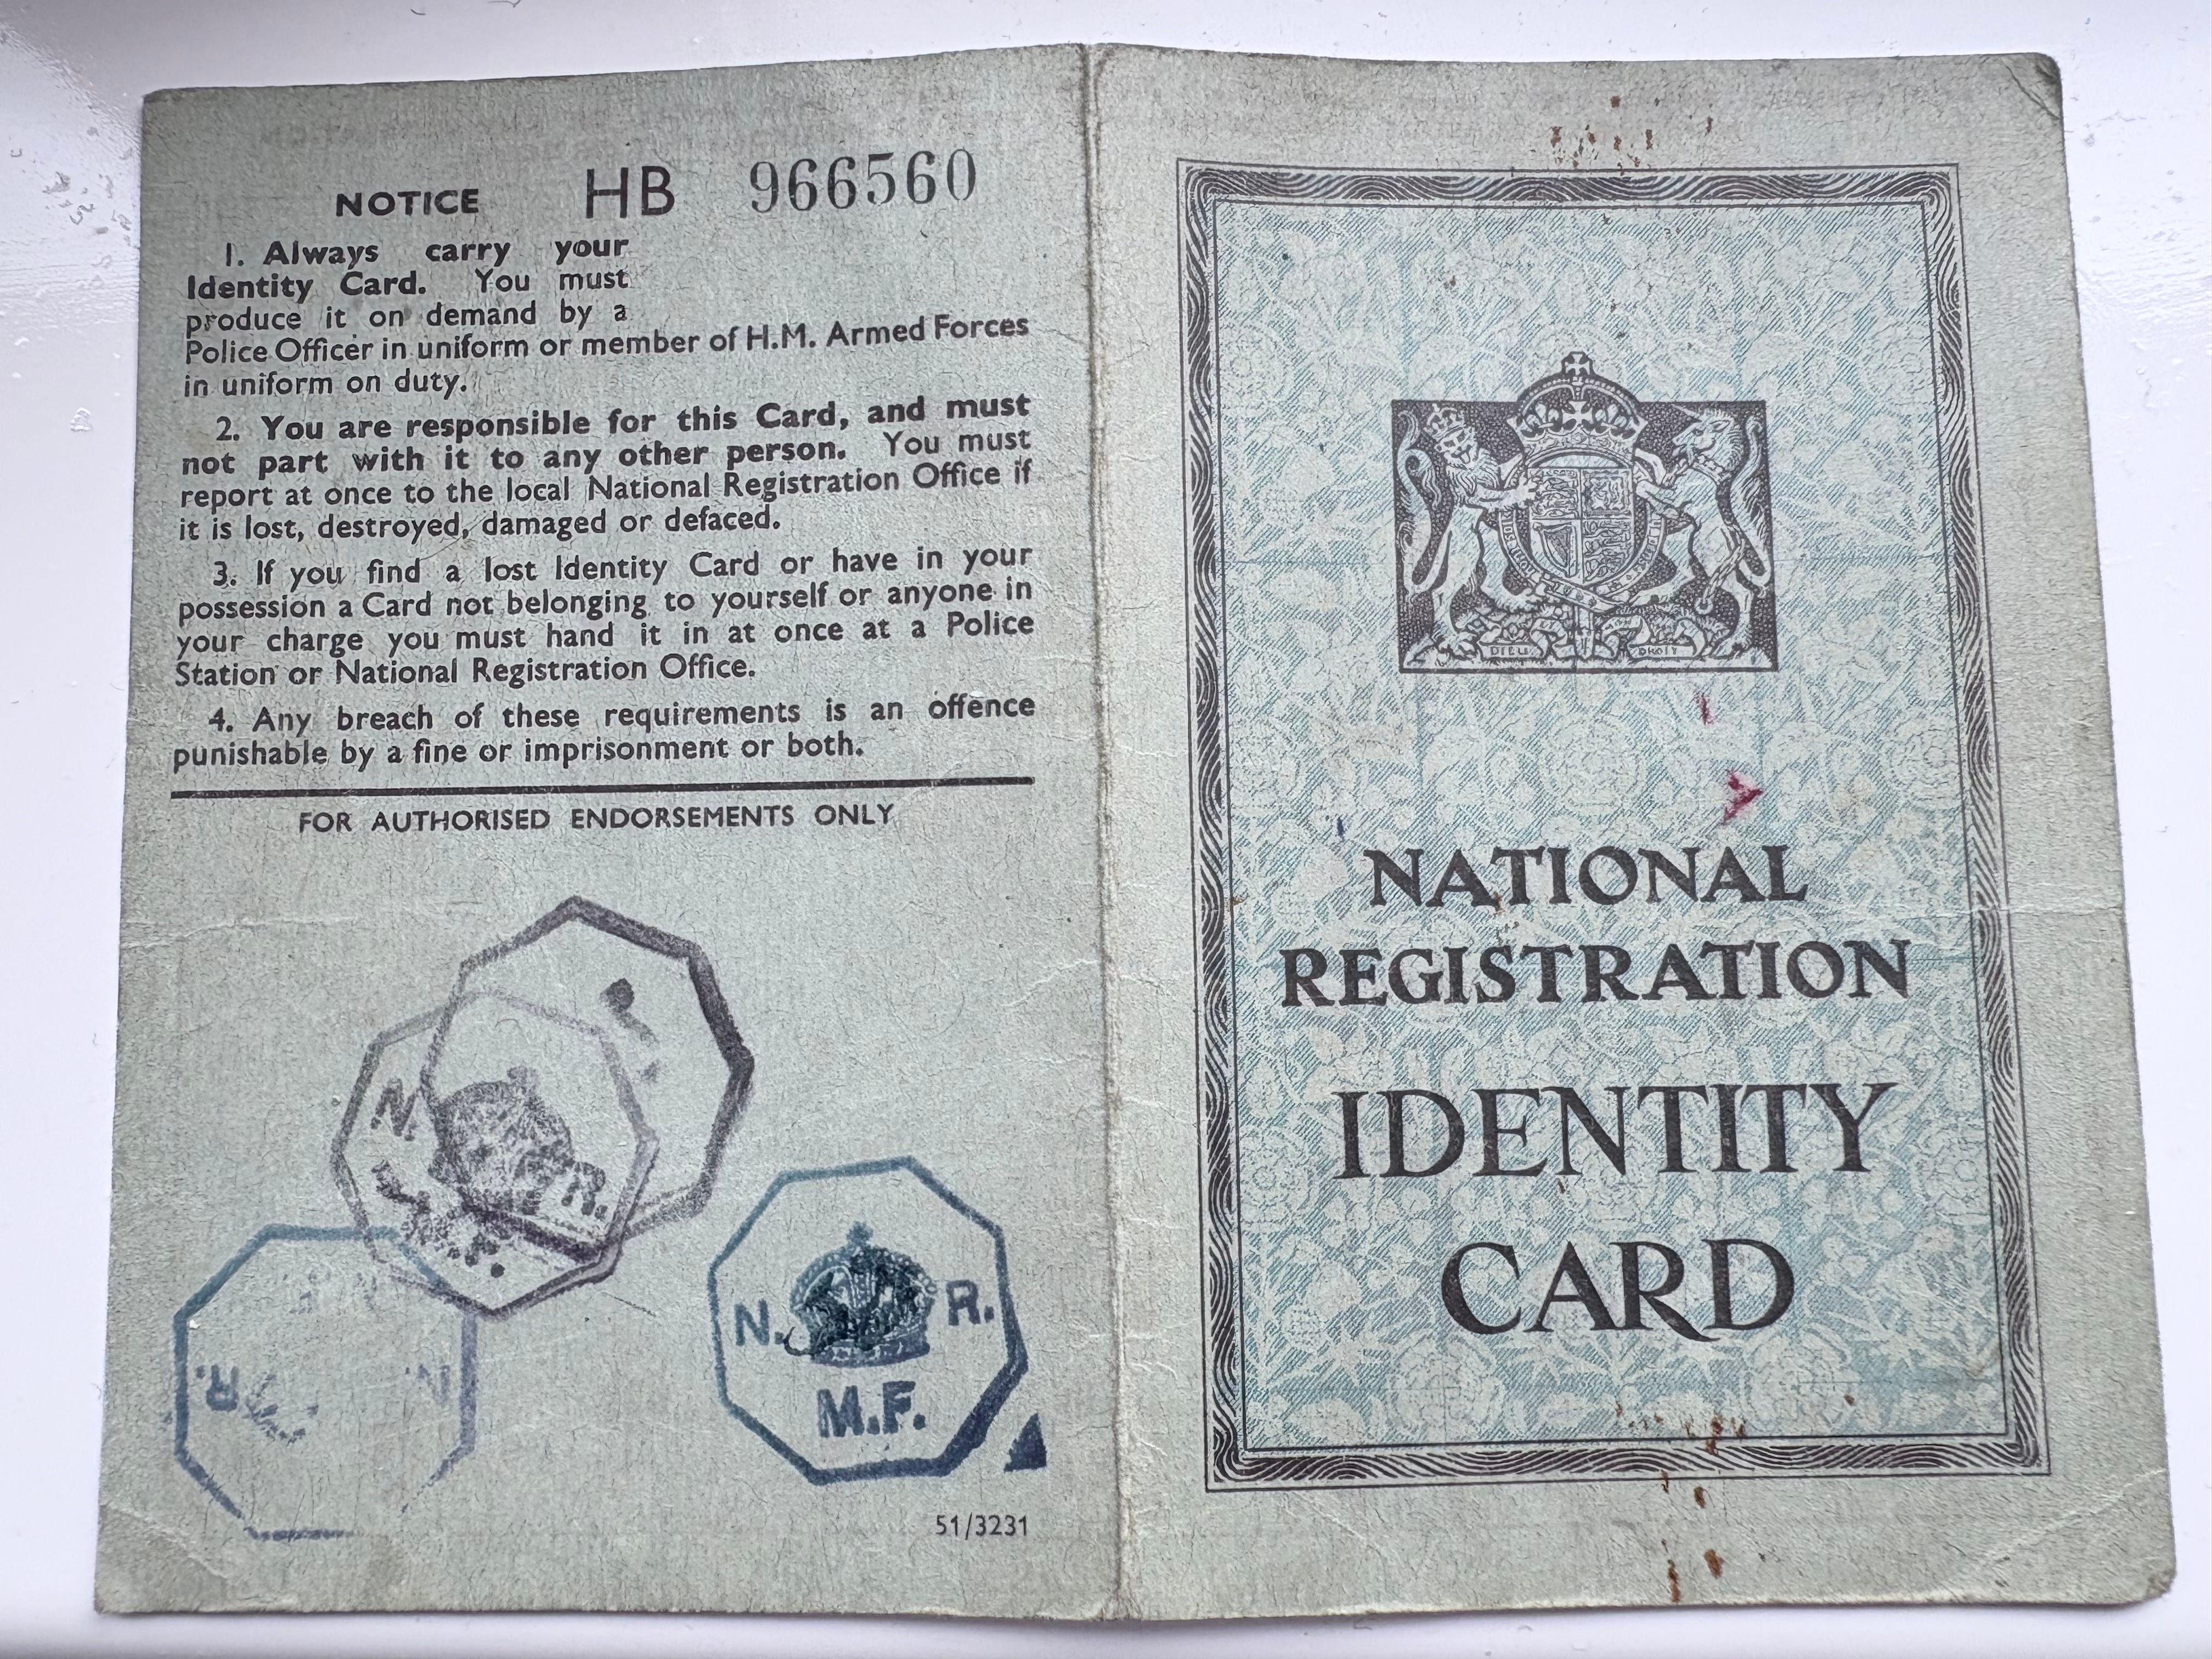 NOTICE HB 966560
1. Always carry your
Identity Card. You must
produce it on demand by a
Police Officer in uniform or member of H.M. Armed Forces
in uniform on duty.
2. You are responsible for this Card, and must
not part with it to any other person. You must
report at once to the local National Registration Office if
it is lost, destroyed, damaged or defaced.
3. If you find a lost Identity Card or have in your
possession a Card not belonging to yourself or anyone in
your charge you must hand it in at once at a Police
Station or National Registration Office.
4. Any breach of these requirements is an offence
punishable by a fine or imprisonment or both.
FOR AUTHORISED ENDORSEMENTS ONLY
N. R.
N. R.
M.F.
N. R.
51/3231
DIEU ET MON DROIT
NATIONAL
REGISTRATION
IDENTITY
CARD